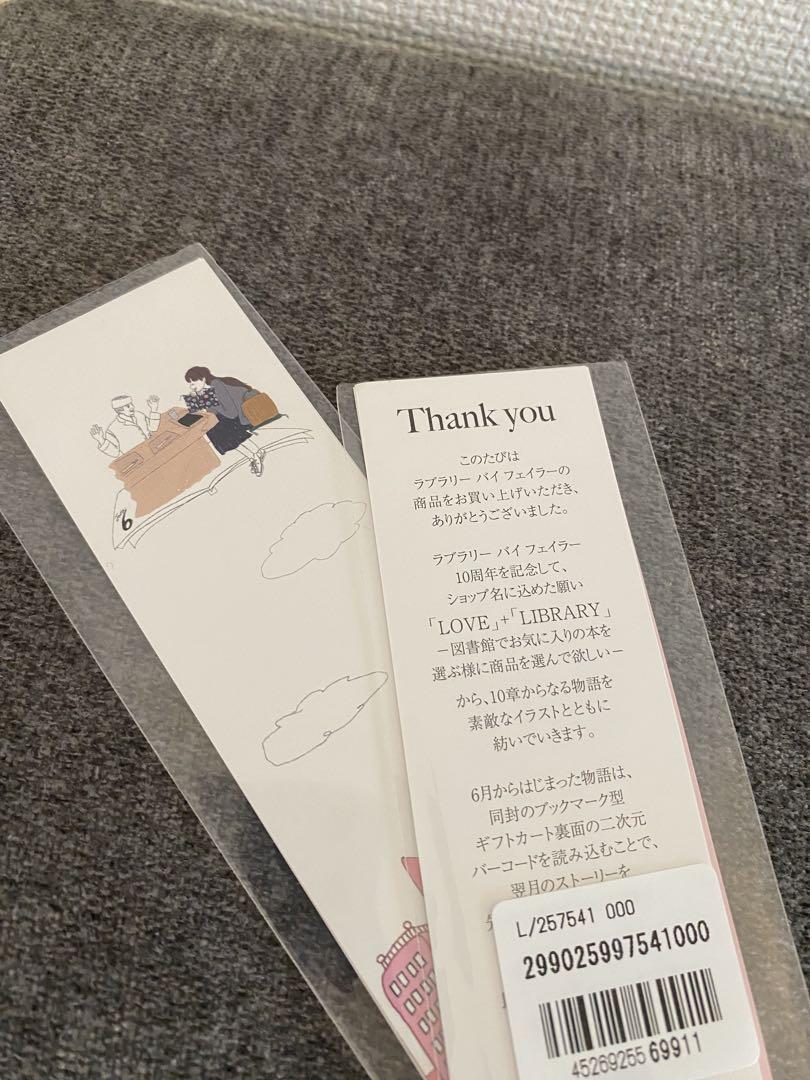 6
Thank you
このたびは
ラブラリー バイ フェイラーの
商品をお買い上げいただき、
ありがとうございました。
ラブラリー バイ フェイラー
10周年を記念して、
ショップ名に込めた願い
「LOVE」+「LIBRARY」
−図書館でお気に入りの本を
選ぶ様に商品を選んで欲しい−
から、10章からなる物語を
素敵なイラストとともに
紡いでいきます。
6月からはじまった物語は、
同封のブックマーク型
ギフトカート裏面の二次元
バーコードを読み込むことで、
翌月のストーリーを
L/257541 000
299025997541000
45269255 69911